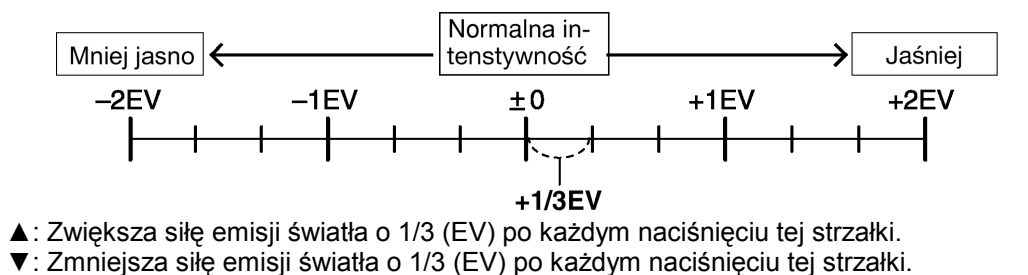 Normalna in-
tenstywność
Mniej jasno
Jaśniej
–2EV –1EV ±0 +1EV +2EV
+1/3EV
▲: Zwiększa siłę emisji światła o 1/3 (EV) po każdym naciśnięciu tej strzałki.
▼: Zmniejsza siłę emisji światła o 1/3 (EV) po każdym naciśnięciu tej strzałki.